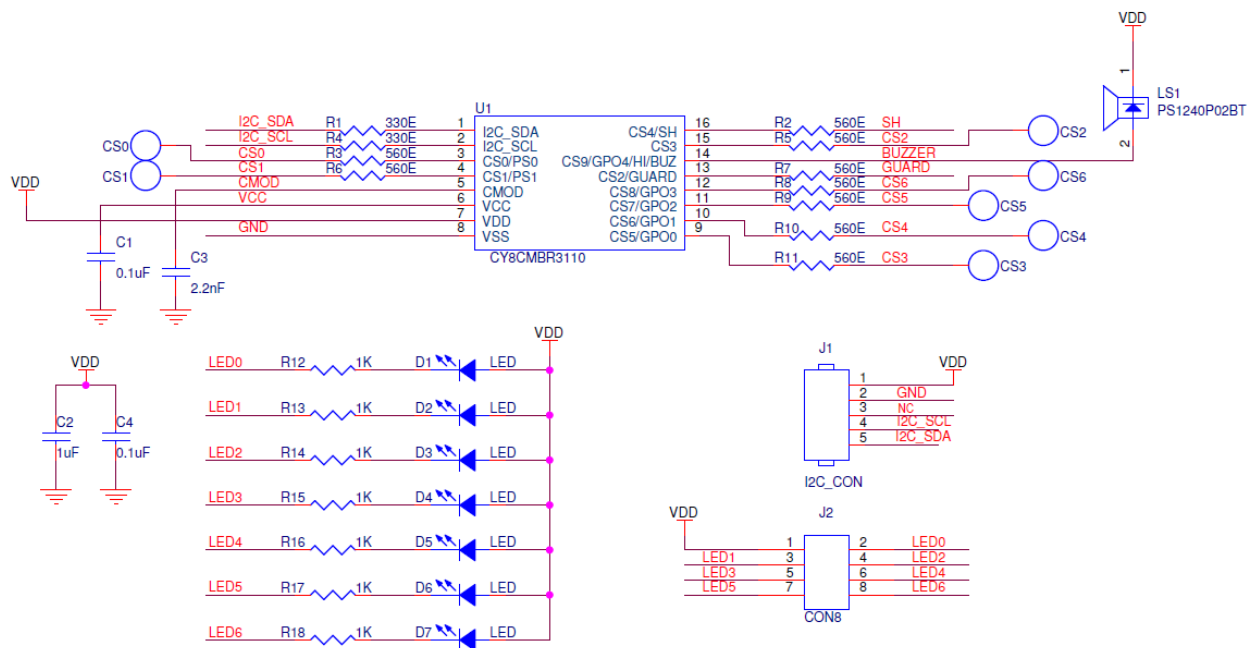 VDD
1
LS1
PS1240P02BT
2
U1
I2C_SDA R1 330E 1 I2C_SDA CS4/SH 16 R2 560E SH
I2C_SCL R4 330E 2 I2C_SCL CS3 15 R5 560E CS2 CS2
CS0 CS0 R3 560E 3 CS0/PS0 CS9/GPO4/HI/BUZ 14 BUZZER
CS1 CS1 R6 560E 4 CS1/PS1 CS2/GUARD 13 R7 560E GUARD
CMOD 5 CMOD CS8/GPO3 12 R8 560E CS6 CS6
VDD VCC 6 VCC CS7/GPO2 11 R9 560E CS5 CS5
7 VDD CS6/GPO1 10 R10 560E CS4 CS4
GND 8 VSS CS5/GPO0 9 R11 560E CS3 CS3
CY8CMBR3110
C1
0.1uF
C3
2.2nF
VDD
C2
1uF
C4
0.1uF
VDD
LED0 R12 1K D1 LED
LED1 R13 1K D2 LED
LED2 R14 1K D3 LED
LED3 R15 1K D4 LED
LED4 R16 1K D5 LED
LED5 R17 1K D6 LED
LED6 R18 1K D7 LED
J1
VDD
1
2 GND
3 NC
4 I2C_SCL
5 I2C_SDA
I2C_CON
VDD
J2
1 2 LED0
LED1 3 4 LED2
LED3 5 6 LED4
LED5 7 8 LED6
CON8